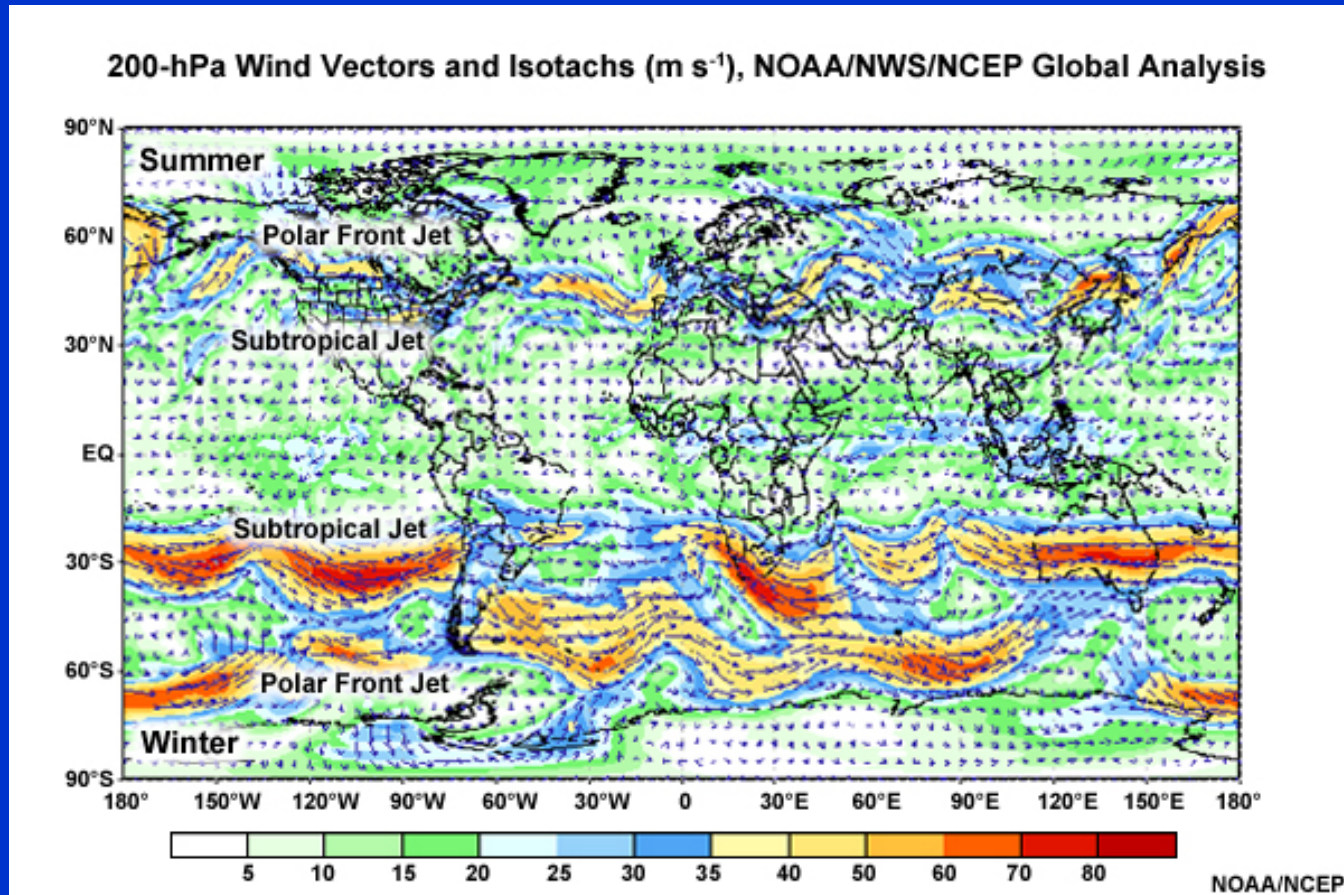 200-hPa Wind Vectors and Isotachs (m s⁻¹), NOAA/NWS/NCEP Global Analysis
90°N
Summer
60°N
Polar Front Jet
Subtropical Jet
30°N
EQ
Subtropical Jet
30°S
60°S
Polar Front Jet
Winter
90°S
180° 150°W 120°W 90°W 60°W 30°W 0 30°E 60°E 90°E 120°E 150°E 180°
5 10 15 20 25 30 35 40 50 60 70 80
NOAA/NCEP